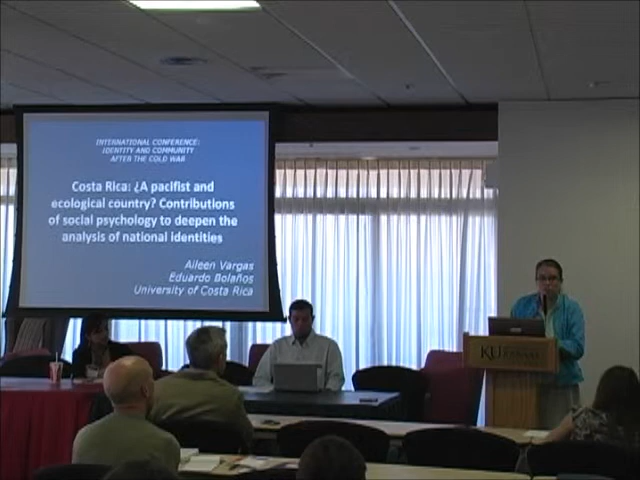 INTERNATIONAL CONFERENCE:
IDENTITY AND COMMUNITY
AFTER THE COLD WAR
Costa Rica: ¿A pacifist and
ecological country? Contributions
of social psychology to deepen the
analysis of national identities
Aileen Vargas
Eduardo Bolaños
University of Costa Rica
KU
KANSAS